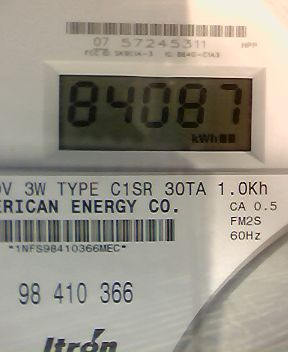 07 57245311 HPP
84087
kWh
V 3W TYPE C1SR 30TA 1.0Kh
ERICAN ENERGY CO. CA 0.5
FM2S
60Hz
*1NFS98410366MEC*
98 410 366
Itron